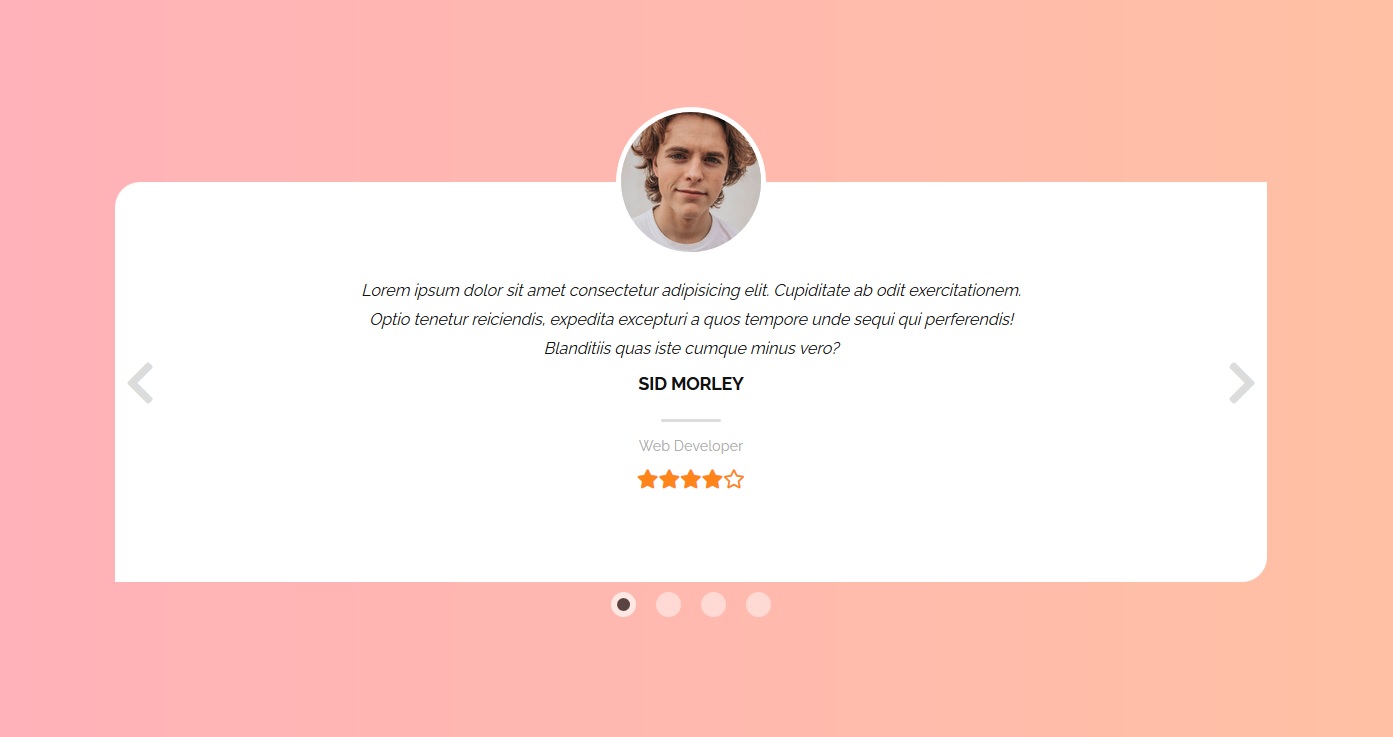 Lorem ipsum dolor sit amet consectetur adipisicing elit. Cupiditate ab odit exercitationem.
Optio tenetur reiciendis, expedita excepturi a quos tempore unde sequi qui perferendis!
Blanditiis quas iste cumque minus vero?
SID MORLEY
Web Developer